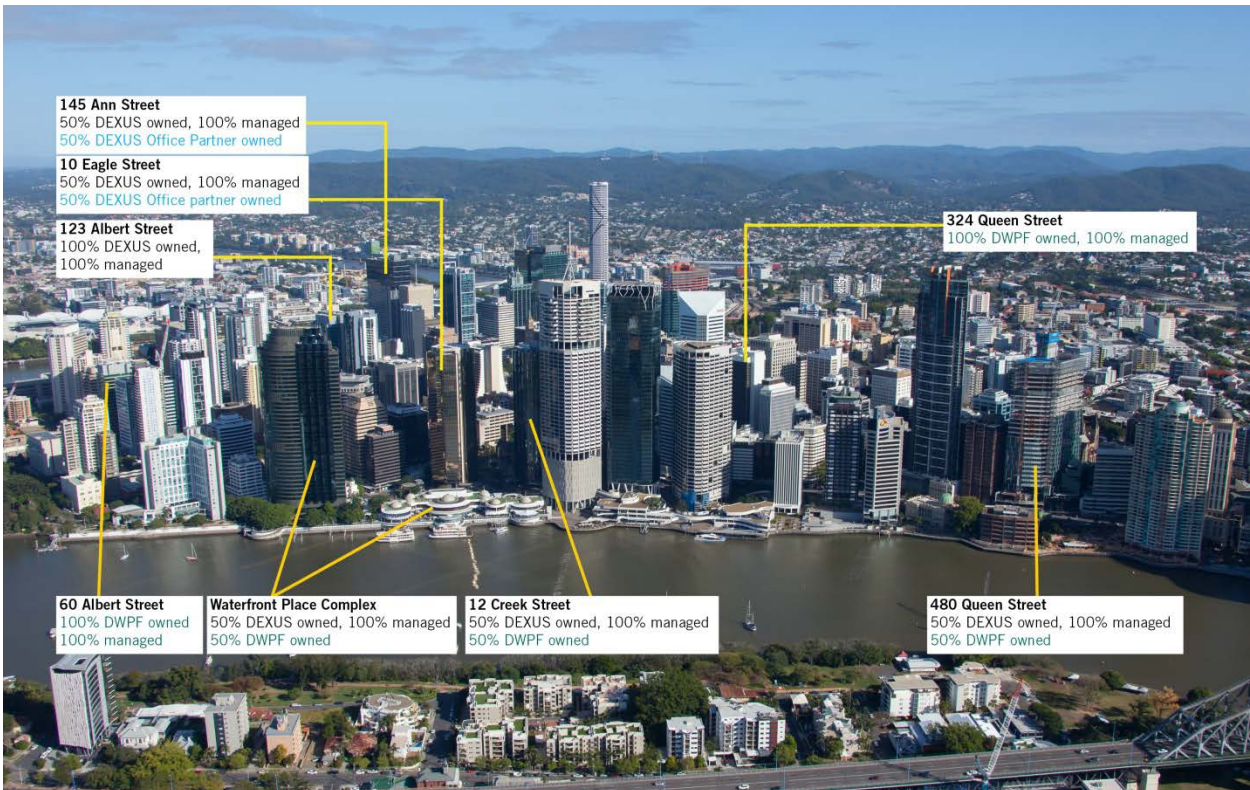 145 Ann Street
50% DEXUS owned, 100% managed
50% DEXUS Office Partner owned
10 Eagle Street
50% DEXUS owned, 100% managed
50% DEXUS Office partner owned
123 Albert Street
100% DEXUS owned,
100% managed
324 Queen Street
100% DWPF owned, 100% managed
60 Albert Street
100% DWPF owned
100% managed
Waterfront Place Complex
50% DEXUS owned, 100% managed
50% DWPF owned
12 Creek Street
50% DEXUS owned, 100% managed
50% DWPF owned
480 Queen Street
50% DEXUS owned, 100% managed
50% DWPF owned